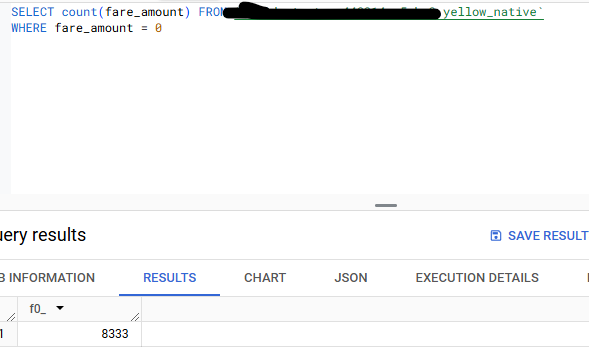 SELECT count(fare_amount) FROM yellow_native`
WHERE fare_amount = 0
uery results
SAVE RESULT
B INFORMATION RESULTS CHART JSON EXECUTION DETAILS
f0_
1 8333